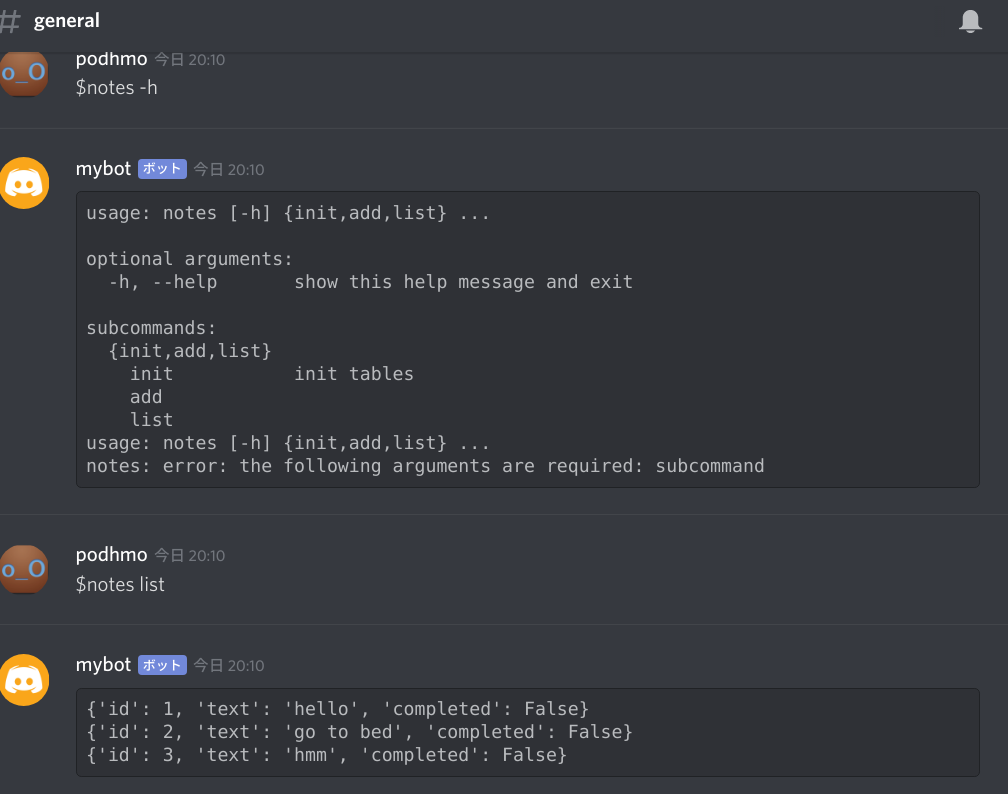 # general
podhmo 今日 20:10
$notes -h
mybot ボット 今日 20:10
usage: notes [-h] {init,add,list} ...
optional arguments:
  -h, --help       show this help message and exit
subcommands:
  {init,add,list}
    init           init tables
    add
    list
usage: notes [-h] {init,add,list} ...
notes: error: the following arguments are required: subcommand
o_O podhmo 今日 20:10
$notes list
mybot ボット 今日 20:10
{'id': 1, 'text': 'hello', 'completed': False}
{'id': 2, 'text': 'go to bed', 'completed': False}
{'id': 3, 'text': 'hmm', 'completed': False}